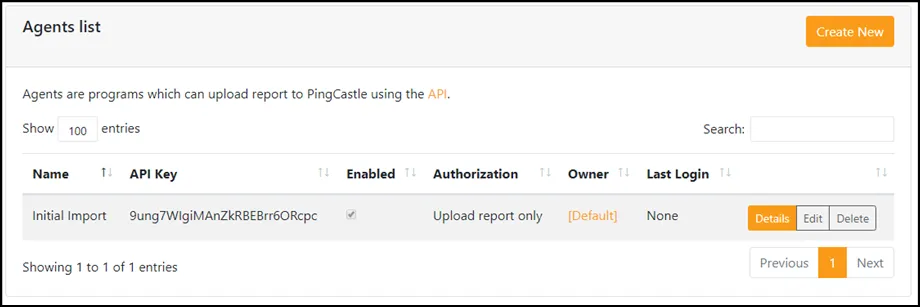 Agents list
Create New
Agents are programs which can upload report to PingCastle using the API.
Show 100 entries
Search:
Name API Key Enabled Authorization Owner Last Login
Initial Import 9ung7WIgiMAnZkRBEBrr6ORcpc Upload report only [Default] None Details Edit Delete
Showing 1 to 1 of 1 entries
Previous 1 Next